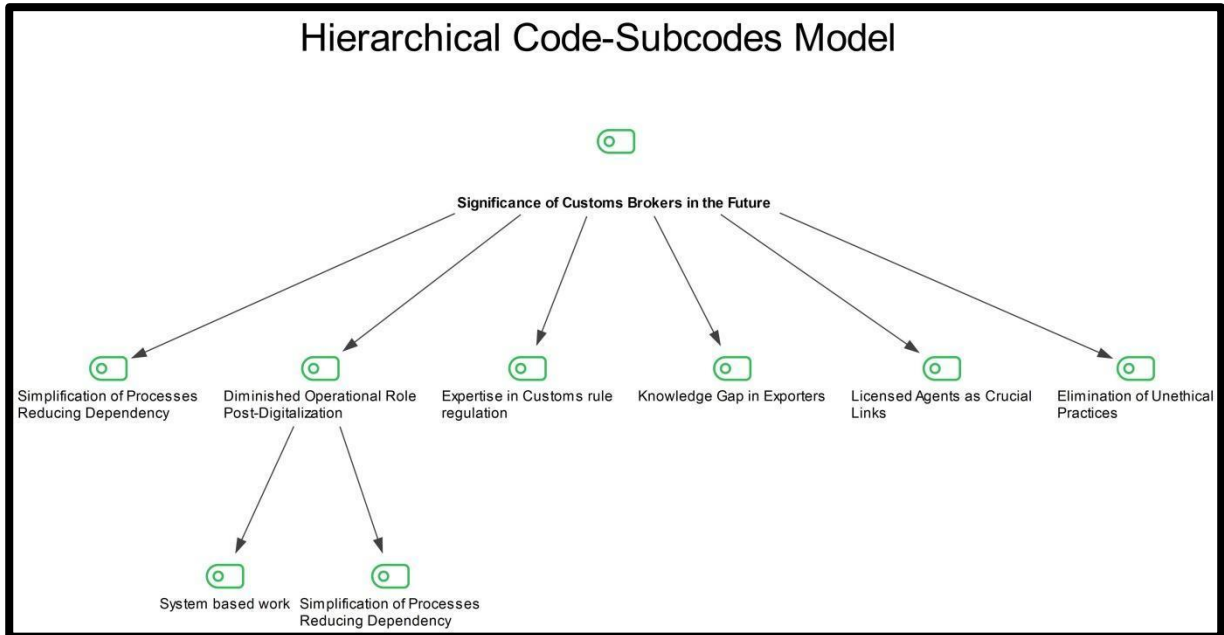 Hierarchical Code-Subcodes Model
Significance of Customs Brokers in the Future
Simplification of Processes
Reducing Dependency
Diminished Operational Role
Post-Digitalization
Expertise in Customs rule
regulation
Knowledge Gap in Exporters
Licensed Agents as Crucial
Links
Elimination of Unethical
Practices
System based work
Simplification of Processes
Reducing Dependency